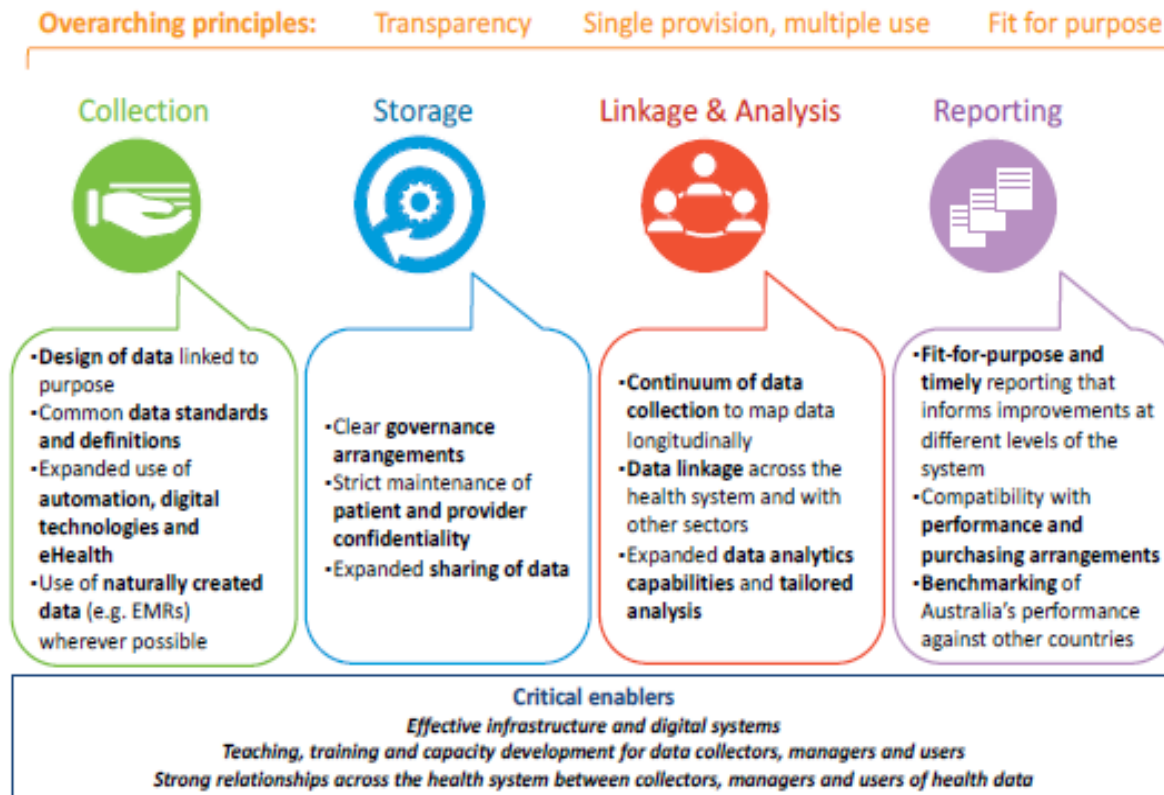 Overarching principles: Transparency Single provision, multiple use Fit for purpose
Collection
Storage
Linkage & Analysis
Reporting
▪Design of data linked to
purpose
▪Common data standards
and definitions
▪Expanded use of
automation, digital
technologies and
eHealth
▪Use of naturally created
data (e.g. EMRs)
wherever possible
▪Clear governance
arrangements
▪Strict maintenance of
patient and provider
confidentiality
▪Expanded sharing of data
▪Continuum of data
collection to map data
longitudinally
▪Data linkage across the
health system and with
other sectors
▪Expanded data analytics
capabilities and tailored
analysis
▪Fit-for-purpose and
timely reporting that
informs improvements at
different levels of the
system
▪Compatibility with
performance and
purchasing arrangements
▪Benchmarking of
Australia's performance
against other countries
Critical enablers
Effective infrastructure and digital systems
Teaching, training and capacity development for data collectors, managers and users
Strong relationships across the health system between collectors, managers and users of health data